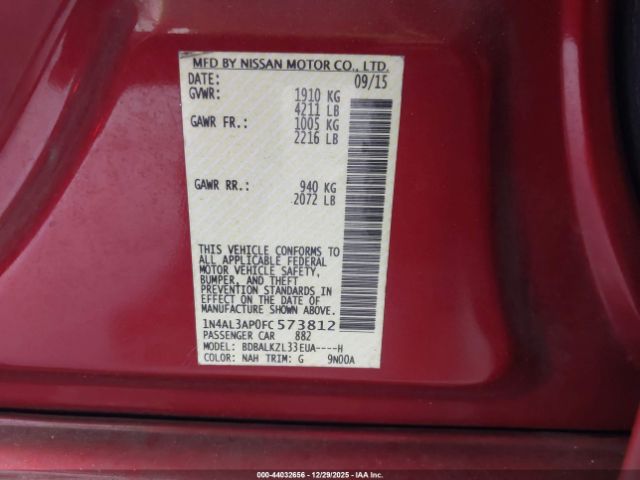 MFD BY NISSAN MOTOR CO., LTD.
DATE: 09/15
GVWR: 1910 KG
4211 LB
GAWR FR.: 1005 KG
2216 LB
GAWR RR.: 940 KG
2072 LB
THIS VEHICLE CONFORMS TO
ALL APPLICABLE FEDERAL
MOTOR VEHICLE SAFETY,
BUMPER, AND THEFT
PREVENTION STANDARDS IN
EFFECT ON THE DATE OF
MANUFACTURE SHOWN ABOVE.
1N4AL3AP0FC573812
PASSENGER CAR 882
MODEL: BDBALKZL33EUA----H
COLOR: NAH TRIM: G 9N00A
000-44032656 - 12/29/2025 - IAA Inc.